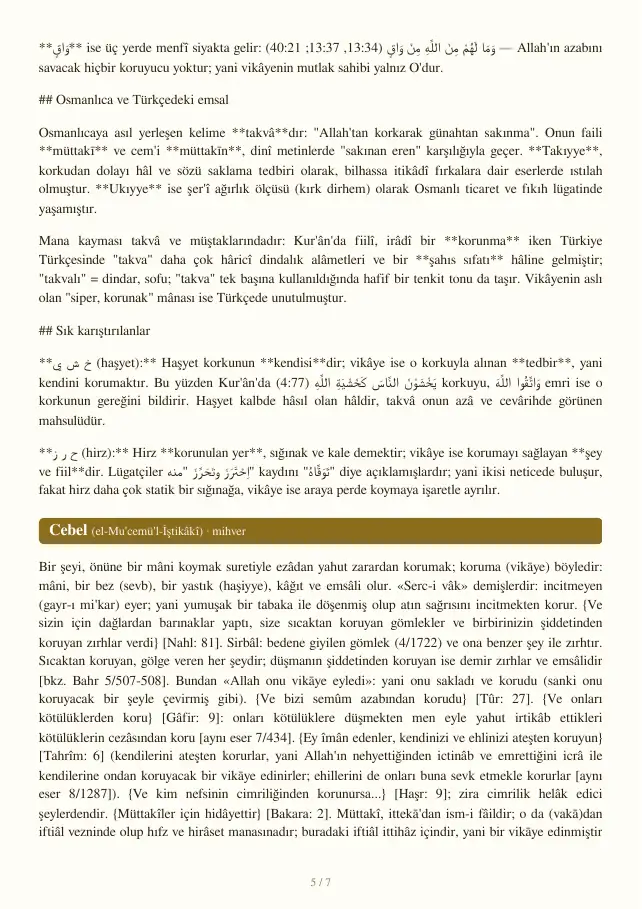 **وَاقٍ** ise üç yerde menfî siyakta gelir: (40:21 ;13:37 ,13:34) وَمَا لَهُمْ مِنَ اللَّهِ مِنْ وَاقٍ — Allah'ın azabını
savacak hiçbir koruyucu yoktur; yani vikâyenin mutlak sahibi yalnız O'dur.
## Osmanlıca ve Türkçedeki emsal
Osmanlıcaya asıl yerleşen kelime **takvâ**dır: "Allah'tan korkarak günahtan sakınma". Onun faili
**müttakī** ve cem'i **müttakīn**, dinî metinlerde "sakınan eren" karşılığıyla geçer. **Takıyye**,
korkudan dolayı hâl ve sözü saklama tedbiri olarak, bilhassa itikâdî fırkalara dair eserlerde ıstılah
olmuştur. **Ukıyye** ise şer'î ağırlık ölçüsü (kırk dirhem) olarak Osmanlı ticaret ve fıkıh lügatinde
yaşamıştır.
Mana kayması takvâ ve müştaklarındadır: Kur'ân'da fiilî, irâdî bir **korunma** iken Türkiye
Türkçesinde "takva" daha çok hâricî dindalık alâmetleri ve bir **şahıs sıfatı** hâline gelmiştir;
"takvalı" = dindar, sofu; "takva" tek başına kullanıldığında hafif bir tenkit tonu da taşır. Vikâyenin aslı
olan "siper, korunak" mânası ise Türkçede unutulmuştur.
## Sık karıştırılanlar
**خ ش ي (haşyet):** Haşyet korkunun **kendisi**dir; vikâye ise o korkuyla alınan **tedbir**, yani
kendini korumaktır. Bu yüzden Kur'ân'da (4:77) يَخْشَوْنَ النَّاسَ كَخَشْيَةِ اللَّهِ korkuyu, وَاتَّقُوا اللَّهَ emri ise o
korkunun gereğini bildirir. Haşyet kalbde hâsıl olan hâldir, takvâ onun azâ ve cevârihde görünen
mahsulüdür.
**ح ر ز (hirz):** Hirz **korunulan yer**, sığınak ve kale demektir; vikâye ise korumayı sağlayan **şey
ve fiil**dir. Lügatçiler "اِحْتَرَزَ وتَحَرَّزَ منه" kaydını "تَوَقَّاهُ" diye açıklamışlardır; yani ikisi neticede buluşur,
fakat hirz daha çok statik bir sığınağa, vikâye ise araya perde koymaya işaretle ayrılır.
Cebel (el-Mu'cemü'l-İştikâkî) · mihver
Bir şeyi, önüne bir mâni koymak suretiyle ezâdan yahut zarardan korumak; koruma (vikāye) böyledir:
mâni, bir bez (sevb), bir yastık (haşiyye), kâğıt ve emsâli olur. «Serc-i vâk» demişlerdir: incitmeyen
(gayr-ı mi'kar) eyer; yani yumuşak bir tabaka ile döşenmiş olup atın sağrısını incitmekten korur. {Ve
sizin için dağlardan barınaklar yaptı, size sıcaktan koruyan gömlekler ve birbirinizin şiddetinden
koruyan zırhlar verdi} [Nahl: 81]. Sirbâl: bedene giyilen gömlek (4/1722) ve ona benzer şey ile zırhtır.
Sıcaktan koruyan, gölge veren her şeydir; düşmanın şiddetinden koruyan ise demir zırhlar ve emsâlidir
[bkz. Bahr 5/507-508]. Bundan «Allah onu vikāye eyledi»: yani onu sakladı ve korudu (sanki onu
koruyacak bir şeyle çevirmiş gibi). {Ve bizi semûm azabından korudu} [Tûr: 27]. {Ve onları
kötülüklerden koru} [Gâfir: 9]: onları kötülüklere düşmekten men eyle yahut irtikâb ettikleri
kötülüklerin cezâsından koru [aynı eser 7/434]. {Ey îmân edenler, kendinizi ve ehlinizi ateşten koruyun}
[Tahrîm: 6] (kendilerini ateşten korurlar, yani Allah'ın nehyettiğinden ictinâb ve emrettiğini icrâ ile
kendilerine ondan koruyacak bir vikāye edinirler; ehillerini de onları buna sevk etmekle korurlar [aynı
eser 8/1287]). {Ve kim nefsinin cimriliğinden korunursa...} [Haşr: 9]; zira cimrilik helâk edici
şeylerdendir. {Müttakîler için hidâyettir} [Bakara: 2]. Müttakî, ittekā'dan ism-i fâildir; o da (vakā)dan
iftiâl vezninde olup hıfz ve hirâset manasınadır; buradaki iftiâl ittihâz içindir, yani bir vikāye edinmiştir
5 / 7